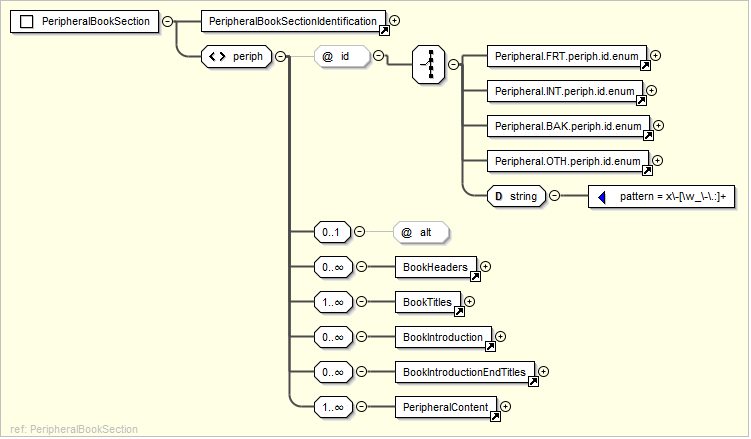 PeripheralBookSection
PeripheralBookSectionIdentification
<> periph
@ id
Peripheral.FRT.periph.id.enum
Peripheral.INT.periph.id.enum
Peripheral.BAK.periph.id.enum
Peripheral.OTH.periph.id.enum
D string
pattern = x\-[\w_\-\.:]+
0..1
@ alt
0..∞
BookHeaders
1..∞
BookTitles
0..∞
BookIntroduction
0..∞
BookIntroductionEndTitles
1..∞
PeripheralContent
ref: PeripheralBookSection